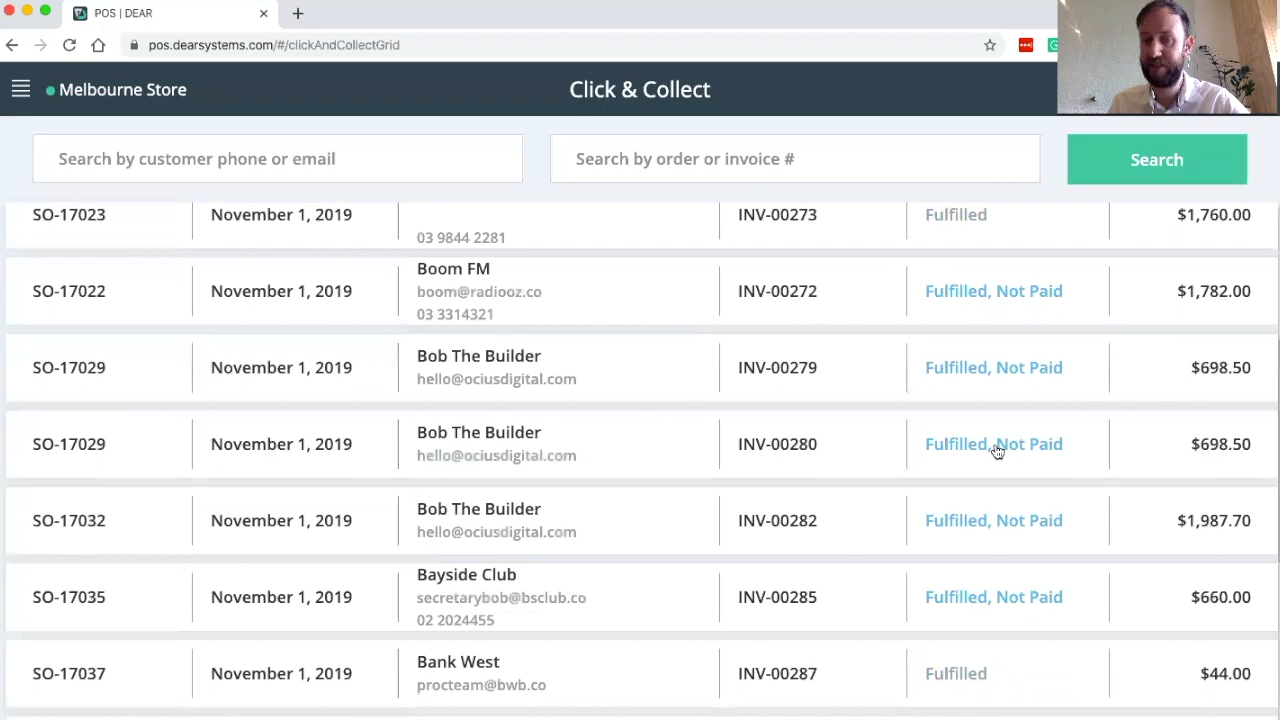 POS | DEAR
pos.dearsystems.com/#/clickAndCollectGrid
Melbourne Store
Click & Collect
Search by customer phone or email
Search by order or invoice #
Search
SO-17023 November 1, 2019 03 9844 2281 INV-00273 Fulfilled $1,760.00
Boom FM
SO-17022 November 1, 2019 boom@radiooz.co INV-00272 Fulfilled, Not Paid $1,782.00
03 3314321
Bob The Builder
SO-17029 November 1, 2019 hello@ociusdigital.com INV-00279 Fulfilled, Not Paid $698.50
Bob The Builder
SO-17029 November 1, 2019 hello@ociusdigital.com INV-00280 Fulfilled, Not Paid $698.50
Bob The Builder
SO-17032 November 1, 2019 hello@ociusdigital.com INV-00282 Fulfilled, Not Paid $1,987.70
Bayside Club
SO-17035 November 1, 2019 secretarybob@bsclub.co INV-00285 Fulfilled, Not Paid $660.00
02 2024455
Bank West
SO-17037 November 1, 2019 procteam@bwb.co INV-00287 Fulfilled $44.00